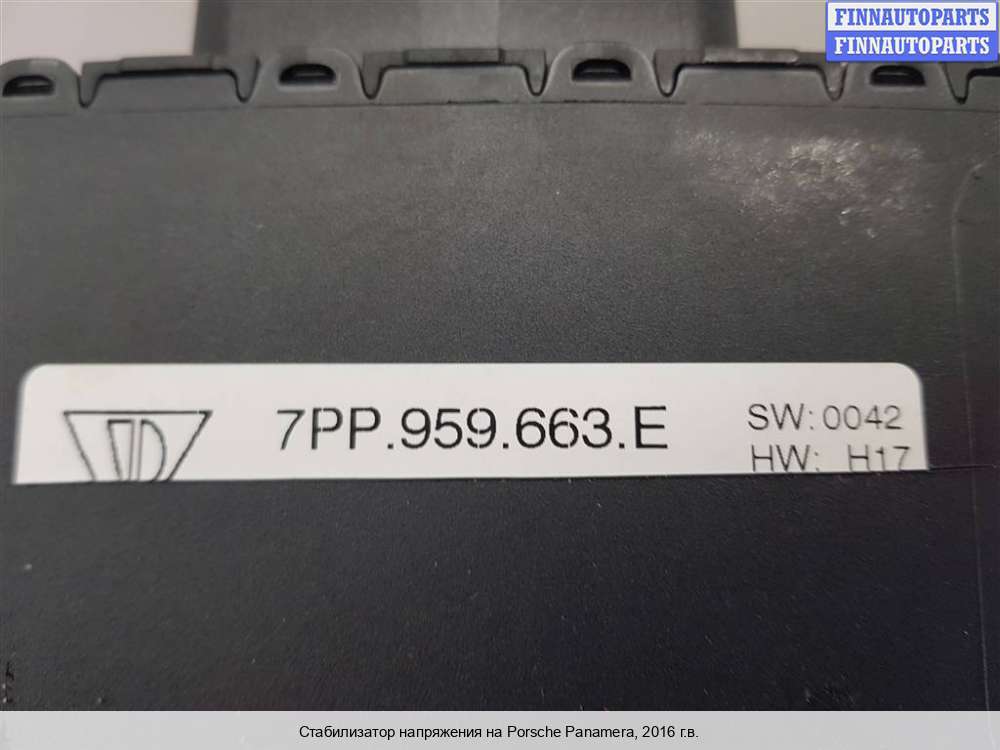 FINNAUTOPARTS
FINNAUTOPARTS
7PP.959.663.E
SW: 0042
HW: H17
Стабилизатор напряжения на Porsche Panamera, 2016 г.в.